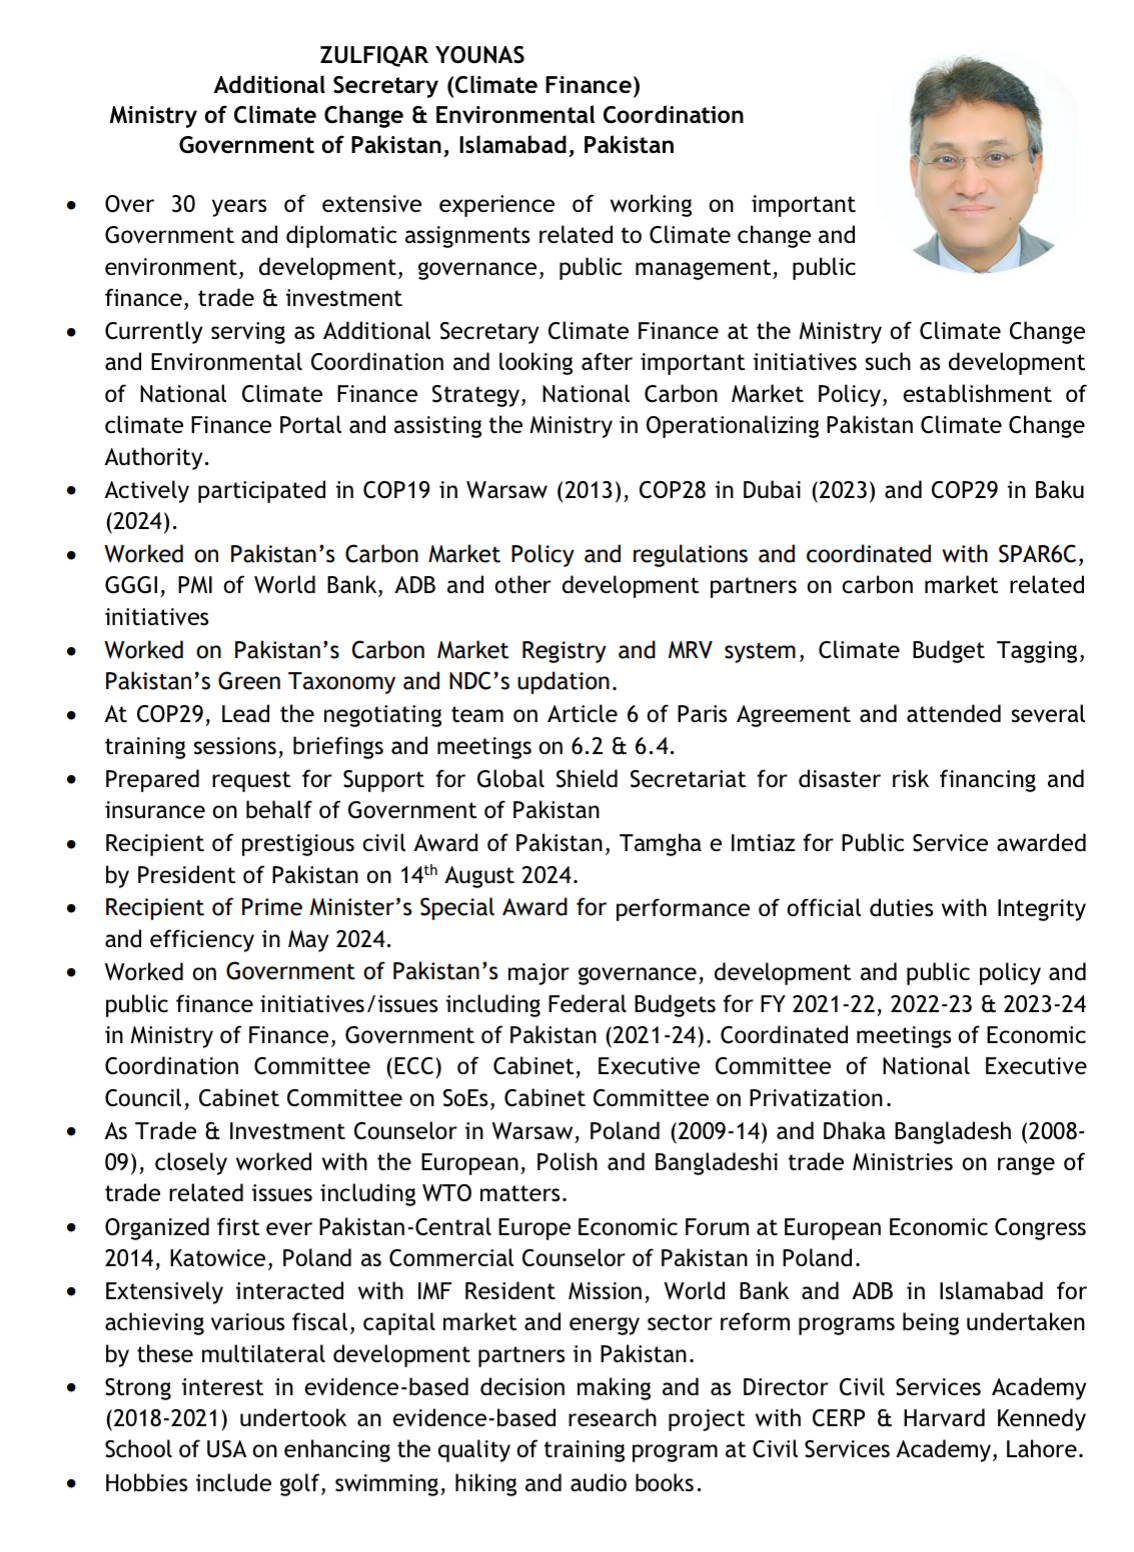 ZULFIQAR YOUNAS
Additional Secretary (Climate Finance)
Ministry of Climate Change & Environmental Coordination
Government of Pakistan, Islamabad, Pakistan
• Over 30 years of extensive experience of working on important
Government and diplomatic assignments related to Climate change and
environment, development, governance, public management, public
finance, trade & investment
• Currently serving as Additional Secretary Climate Finance at the Ministry of Climate Change
and Environmental Coordination and looking after important initiatives such as development
of National Climate Finance Strategy, National Carbon Market Policy, establishment of
climate Finance Portal and assisting the Ministry in Operationalizing Pakistan Climate Change
Authority.
• Actively participated in COP19 in Warsaw (2013), COP28 in Dubai (2023) and COP29 in Baku
(2024).
• Worked on Pakistan’s Carbon Market Policy and regulations and coordinated with SPAR6C,
GGGI, PMI of World Bank, ADB and other development partners on carbon market related
initiatives
• Worked on Pakistan’s Carbon Market Registry and MRV system, Climate Budget Tagging,
Pakistan’s Green Taxonomy and NDC’s updation.
• At COP29, Lead the negotiating team on Article 6 of Paris Agreement and attended several
training sessions, briefings and meetings on 6.2 & 6.4.
• Prepared request for Support for Global Shield Secretariat for disaster risk financing and
insurance on behalf of Government of Pakistan
• Recipient of prestigious civil Award of Pakistan, Tamgha e Imtiaz for Public Service awarded
by President of Pakistan on 14th August 2024.
• Recipient of Prime Minister’s Special Award for performance of official duties with Integrity
and efficiency in May 2024.
• Worked on Government of Pakistan’s major governance, development and public policy and
public finance initiatives/issues including Federal Budgets for FY 2021-22, 2022-23 & 2023-24
in Ministry of Finance, Government of Pakistan (2021-24). Coordinated meetings of Economic
Coordination Committee (ECC) of Cabinet, Executive Committee of National Executive
Council, Cabinet Committee on SoEs, Cabinet Committee on Privatization.
• As Trade & Investment Counselor in Warsaw, Poland (2009-14) and Dhaka Bangladesh (2008-
09), closely worked with the European, Polish and Bangladeshi trade Ministries on range of
trade related issues including WTO matters.
• Organized first ever Pakistan-Central Europe Economic Forum at European Economic Congress
2014, Katowice, Poland as Commercial Counselor of Pakistan in Poland.
• Extensively interacted with IMF Resident Mission, World Bank and ADB in Islamabad for
achieving various fiscal, capital market and energy sector reform programs being undertaken
by these multilateral development partners in Pakistan.
• Strong interest in evidence-based decision making and as Director Civil Services Academy
(2018-2021) undertook an evidence-based research project with CERP & Harvard Kennedy
School of USA on enhancing the quality of training program at Civil Services Academy, Lahore.
• Hobbies include golf, swimming, hiking and audio books.